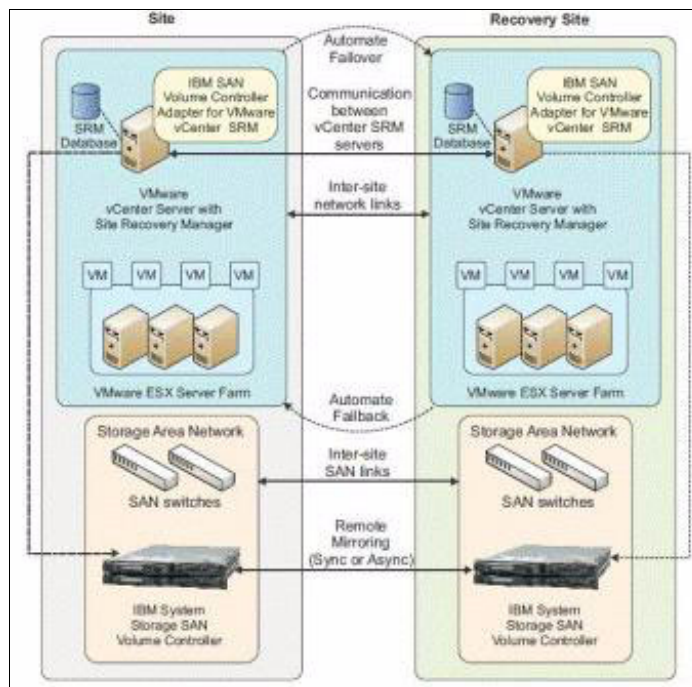 Site
Recovery Site
Automate
Failover
IBM SAN
Volume Controller
Adapter for VMware
vCenter SRM
SRM
Database
Communication
between
vCenter SRM
servers
IBM SAN
Volume Controller
Adapter for VMware
vCenter SRM
SRM
Database
VMware
vCenter Server with
Site Recovery Manager
Inter-site
network links
VMware
vCenter Server with
Site Recovery Manager
VM
VM
VM
VM
VM
VM
VM
VM
VMware ESX Server Farm
Automate
Failback
VMware ESX Server Farm
Storage Area Network
SAN switches
Inter-site
SAN links
Storage Area Network
SAN switches
Remote
Mirroring
(Sync or Async)
IBM System
Storage SAN
Volume Controller
IBM System
Storage SAN
Volume Controller